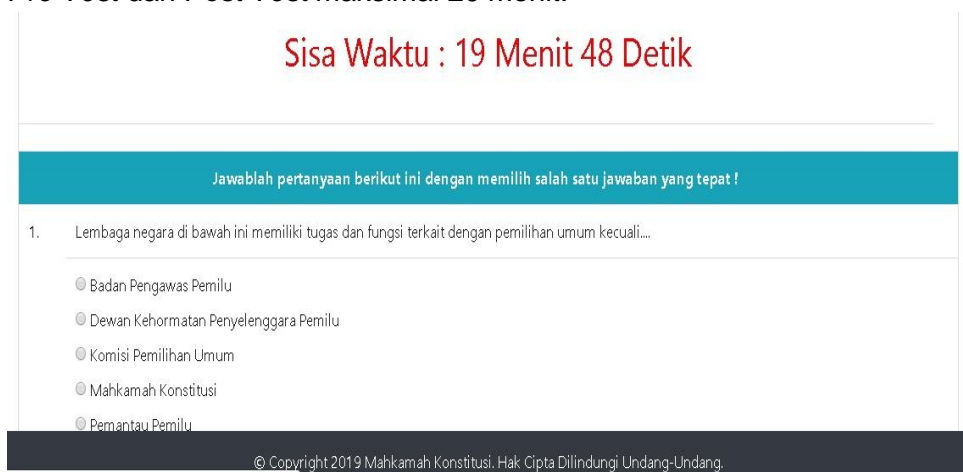 Sisa Waktu : 19 Menit 48 Detik
Jawablah pertanyaan berikut ini dengan memilih salah satu jawaban yang tepat !
1. Lembaga negara di bawah ini memiliki tugas dan fungsi terkait dengan pemilihan umum kecuali....
Badan Pengawas Pemilu
Dewan Kehormatan Penyelenggara Pemilu
Komisi Pemilihan Umum
Mahkamah Konstitusi
Pemantau Pemilu
© Copyright 2019 Mahkamah Konstitusi. Hak Cipta Dilindungi Undang-Undang.